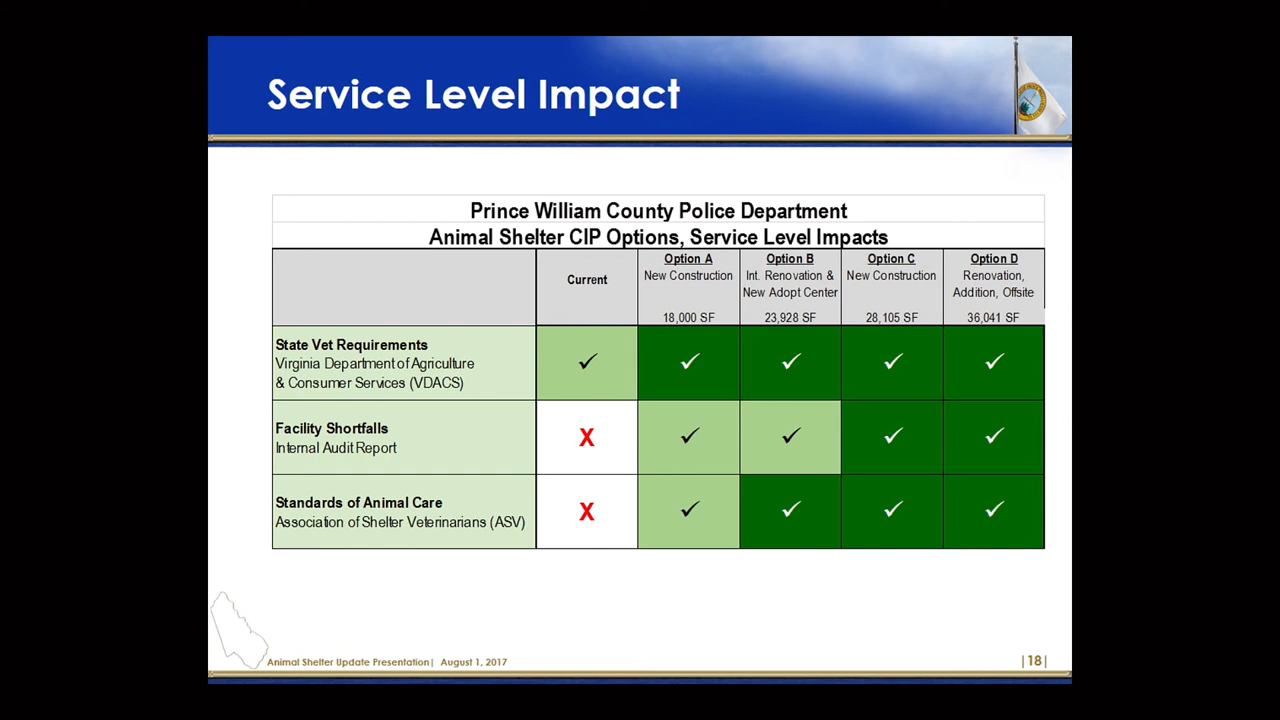 Service Level Impact
Prince William County Police Department
Animal Shelter CIP Options, Service Level Impacts
Current
Option A
New Construction
18,000 SF
Option B
Int. Renovation &
New Adopt Center
23,928 SF
Option C
New Construction
28,105 SF
Option D
Renovation,
Addition, Offsite
36,041 SF
State Vet Requirements
Virginia Department of Agriculture
& Consumer Services (VDACS)
✓ ✓ ✓ ✓ ✓
Facility Shortfalls
Internal Audit Report
X ✓ ✓ ✓ ✓
Standards of Animal Care
Association of Shelter Veterinarians (ASV)
X ✓ ✓ ✓ ✓
Animal Shelter Update Presentation| August 1, 2017
|18|